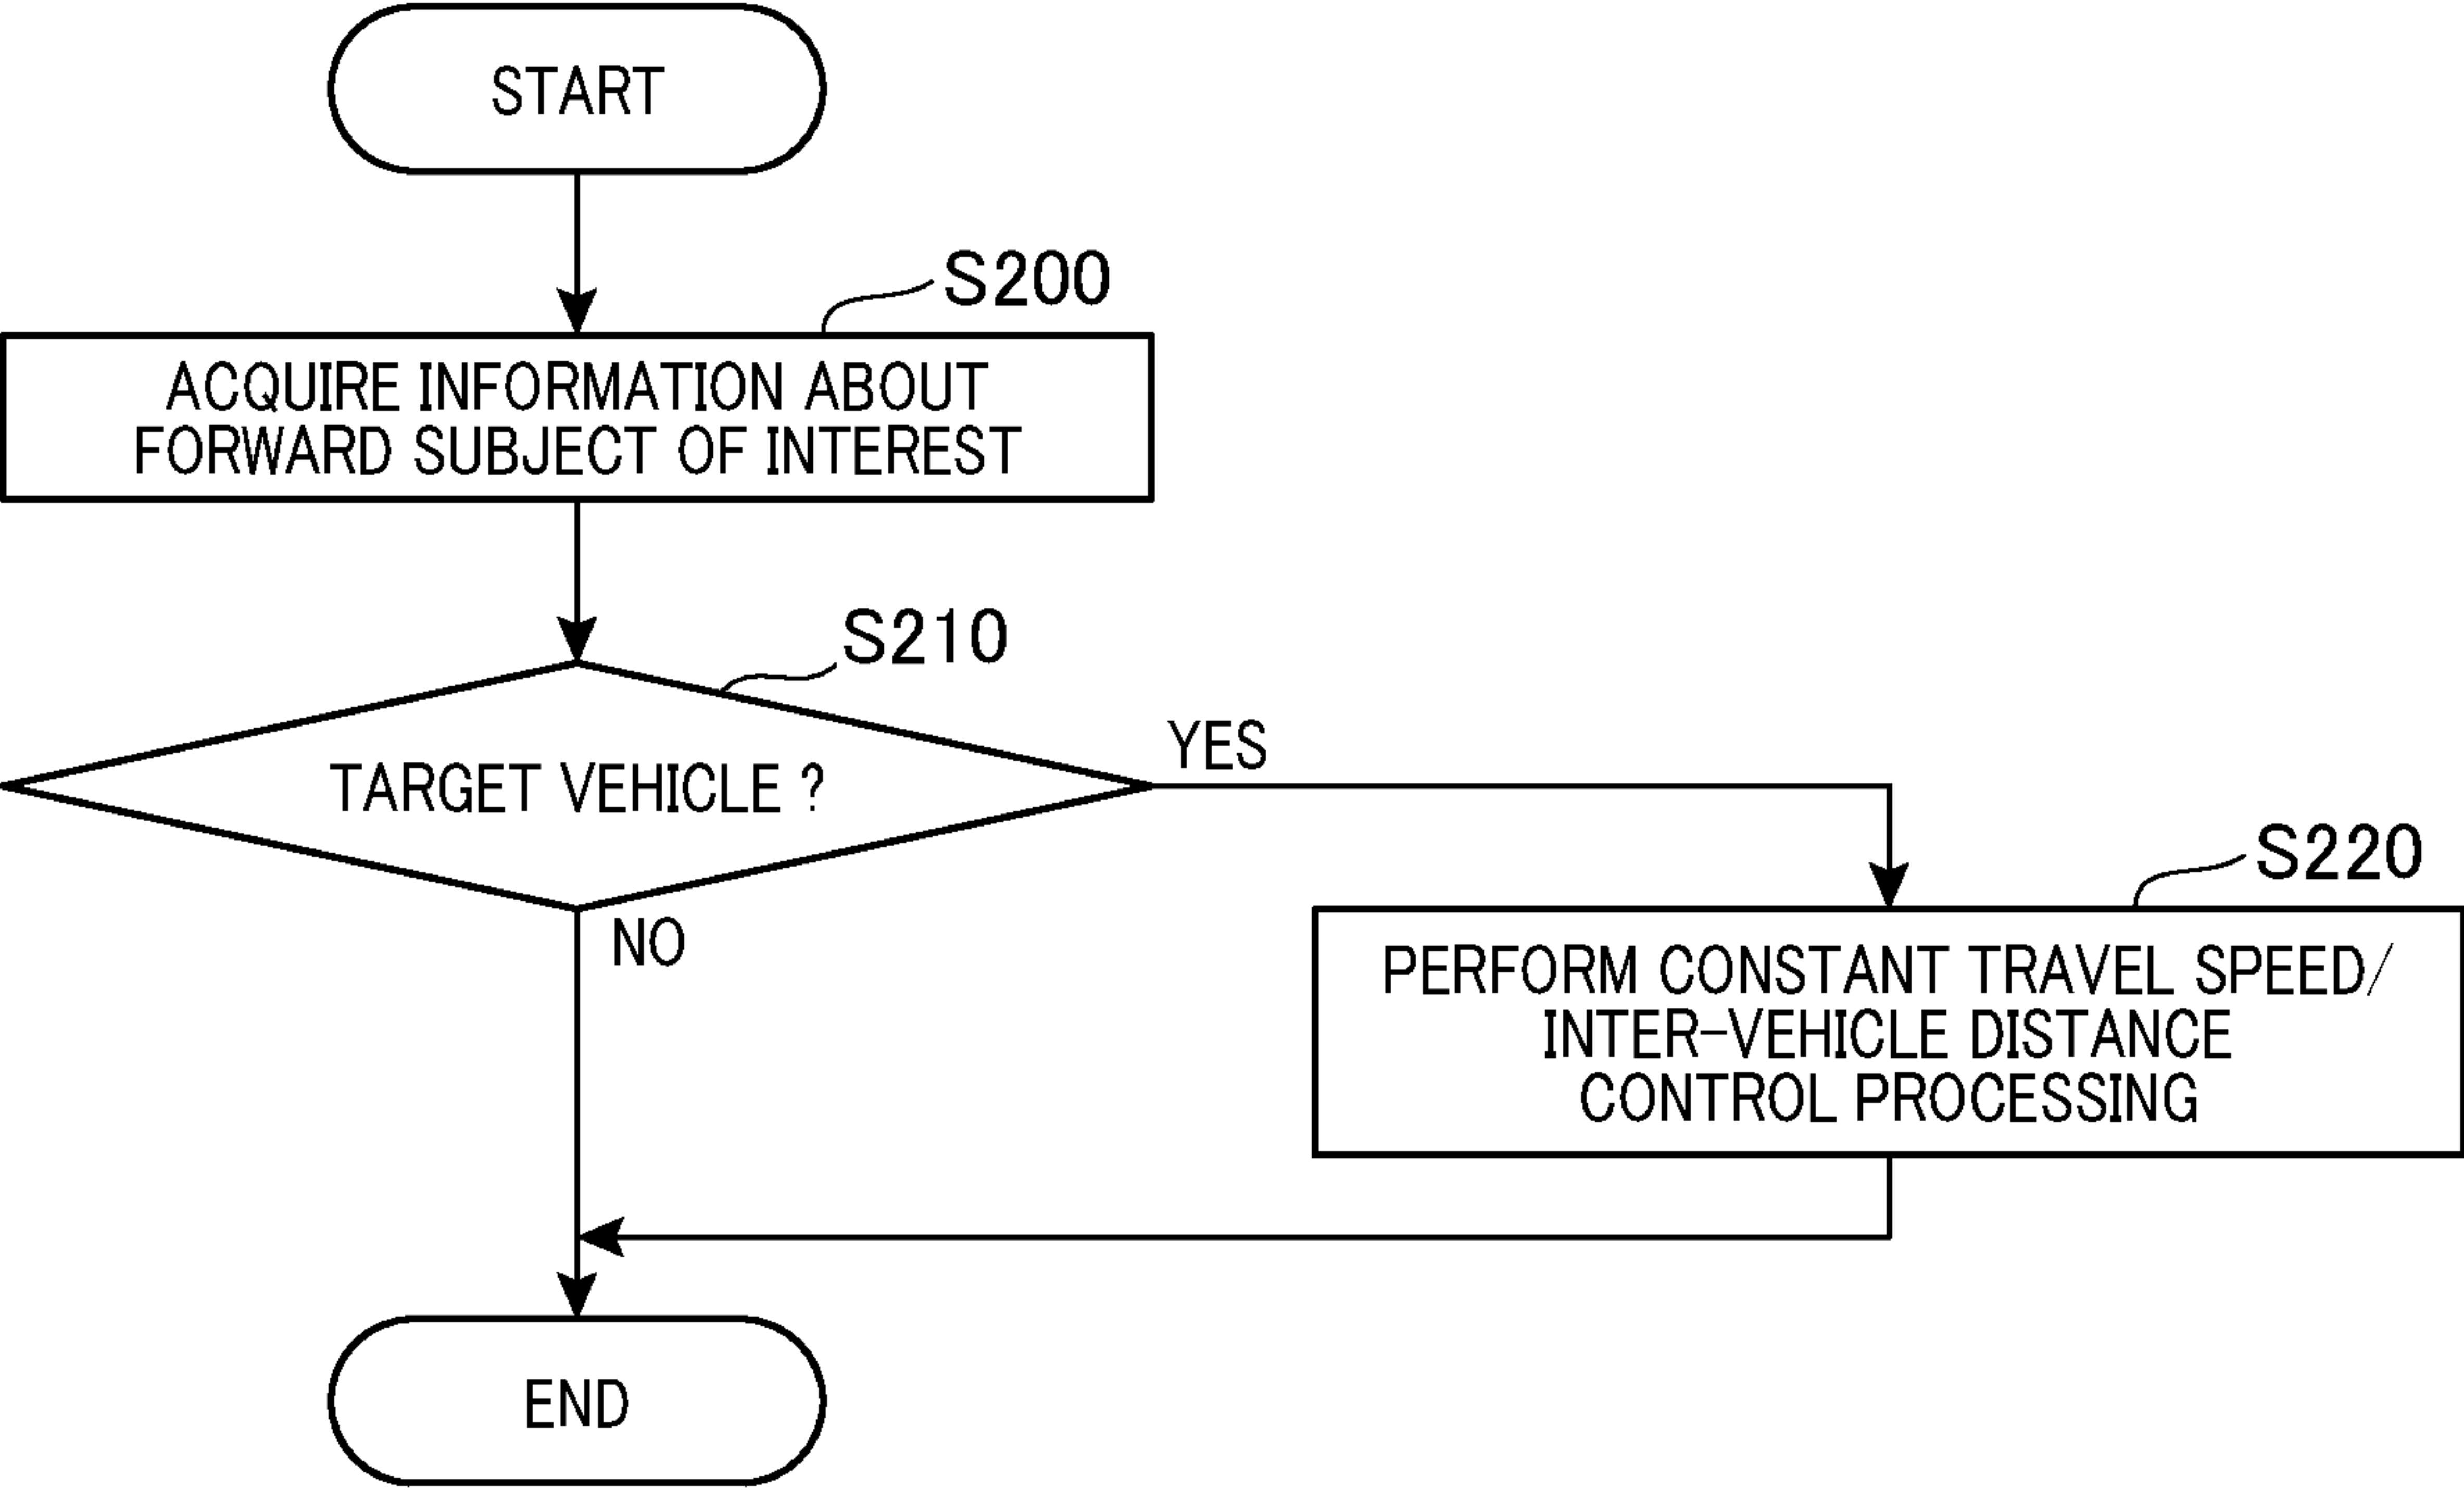 START
S200
ACQUIRE INFORMATION ABOUT
FORWARD SUBJECT OF INTEREST
S210
TARGET VEHICLE ?
YES
NO
S220
PERFORM CONSTANT TRAVEL SPEED/
INTER-VEHICLE DISTANCE
CONTROL PROCESSING
END